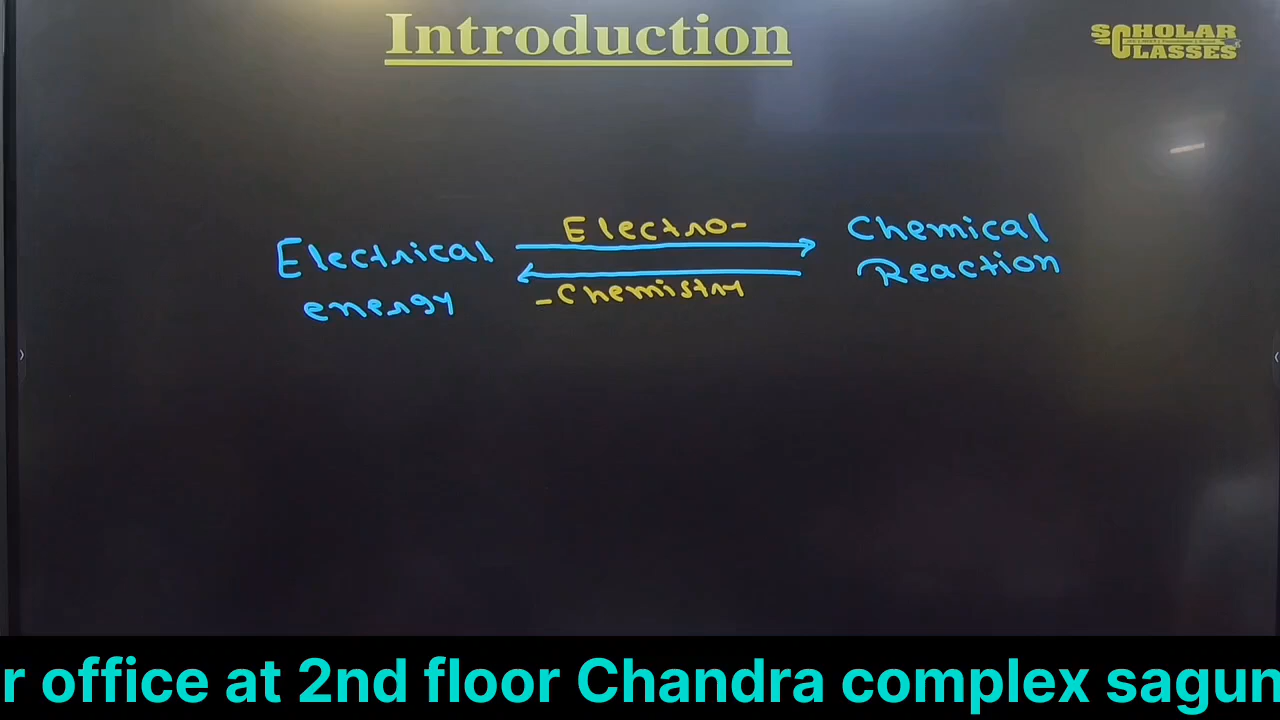 Introduction
SCHOLAR
CLASSES
Electro-
Chemical
Electrical
Reaction
-Chemistry
energy
r office at 2nd floor Chandra complex sagun